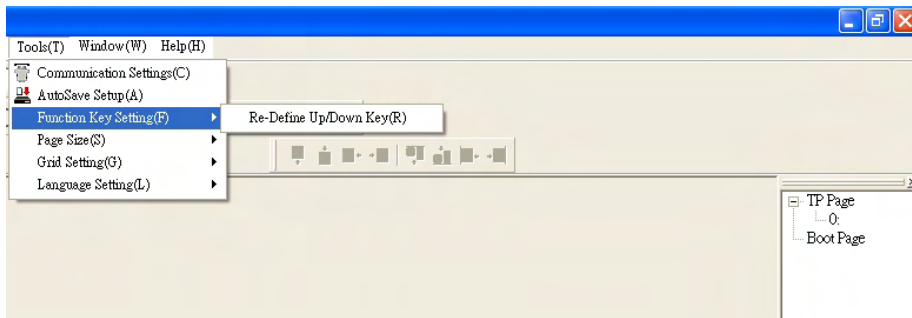 Tools(T) Window(W) Help(H)
Communication Settings(C)
AutoSave Setup(A)
Function Key Setting(F)
Re-Define Up/Down Key(R)
Page Size(S)
Grid Setting(G)
Language Setting(L)
TP Page
0:
Boot Page